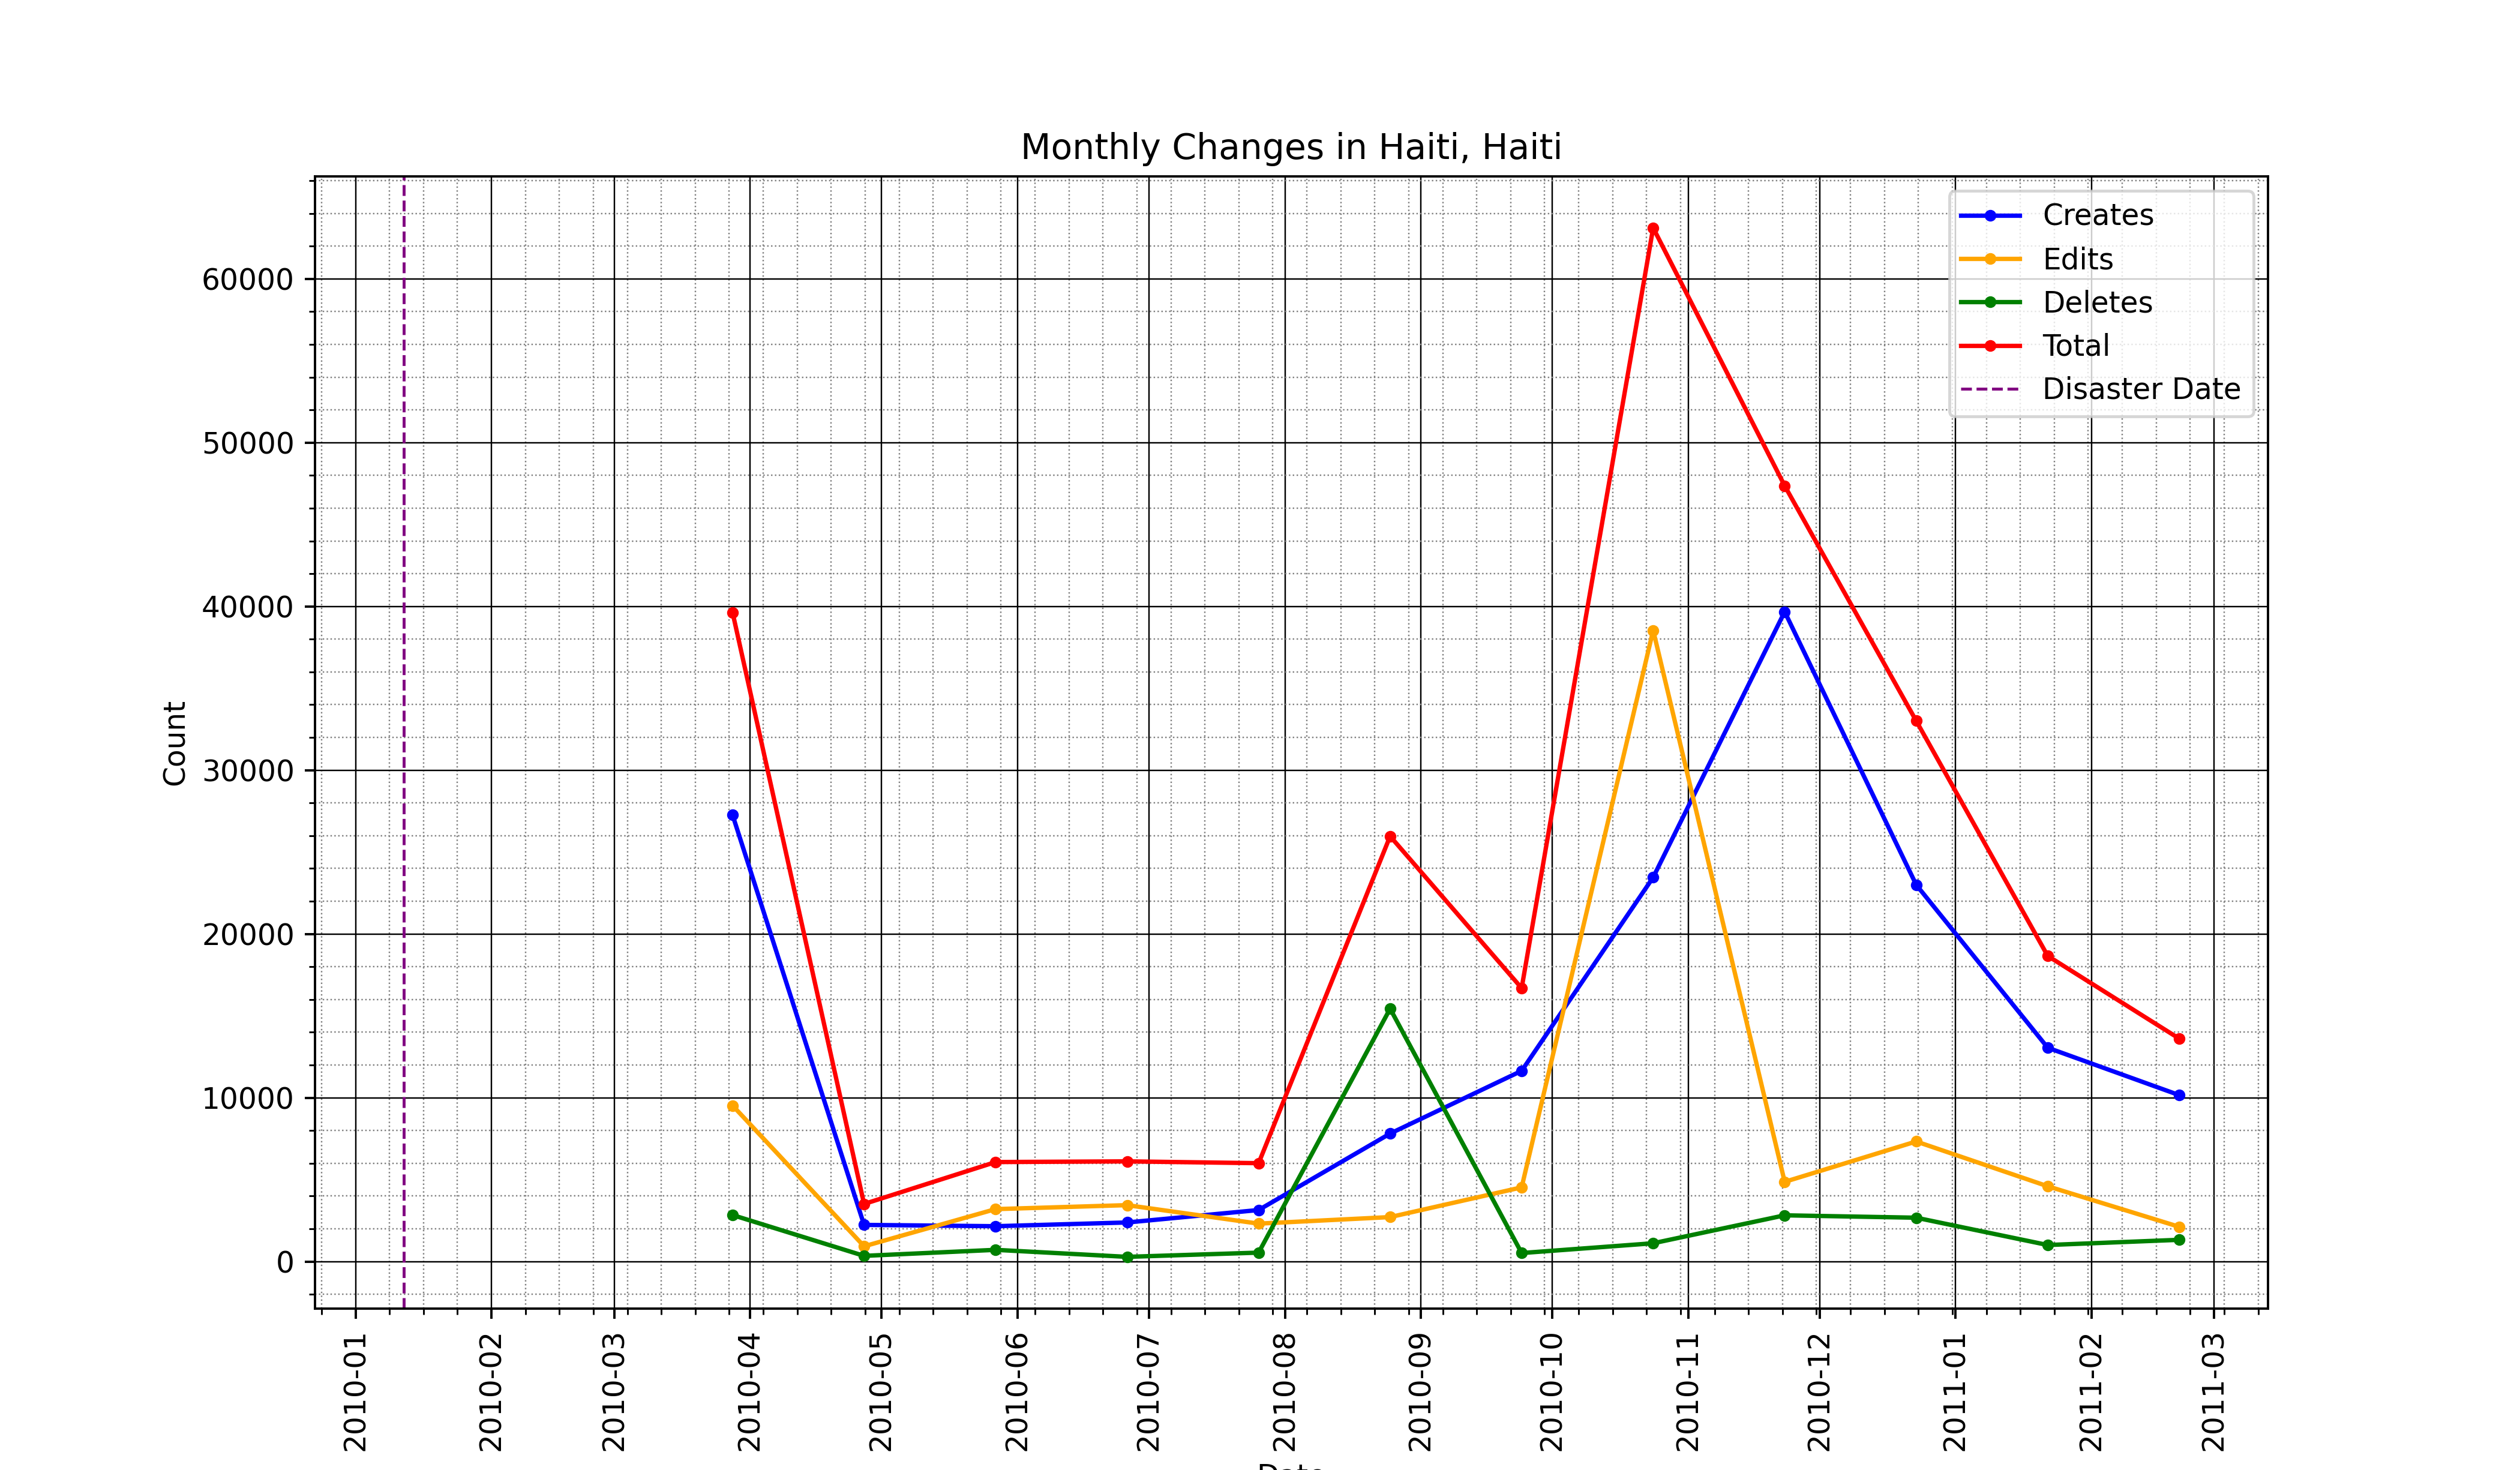 Monthly Changes in Haiti, Haiti
Creates
Edits
Deletes
Total
Disaster Date
Count
60000
50000
40000
30000
20000
10000
0
2010-01
2010-02
2010-03
2010-04
2010-05
2010-06
2010-07
2010-08
2010-09
2010-10
2010-11
2010-12
2011-01
2011-02
2011-03
Date